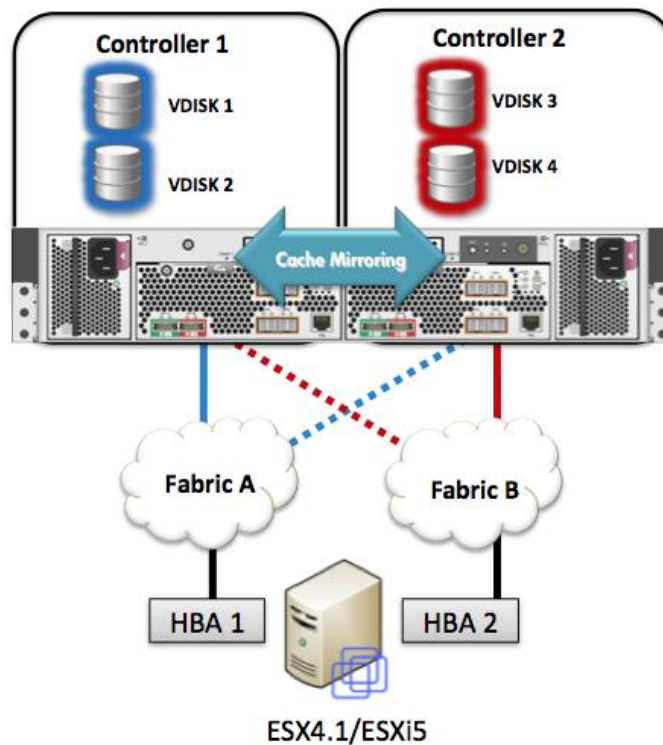 Controller 1
Controller 2
VDISK 1
VDISK 3
VDISK 2
VDISK 4
Cache Mirroring
Fabric A
Fabric B
HBA 1
HBA 2
ESX4.1/ESXi5